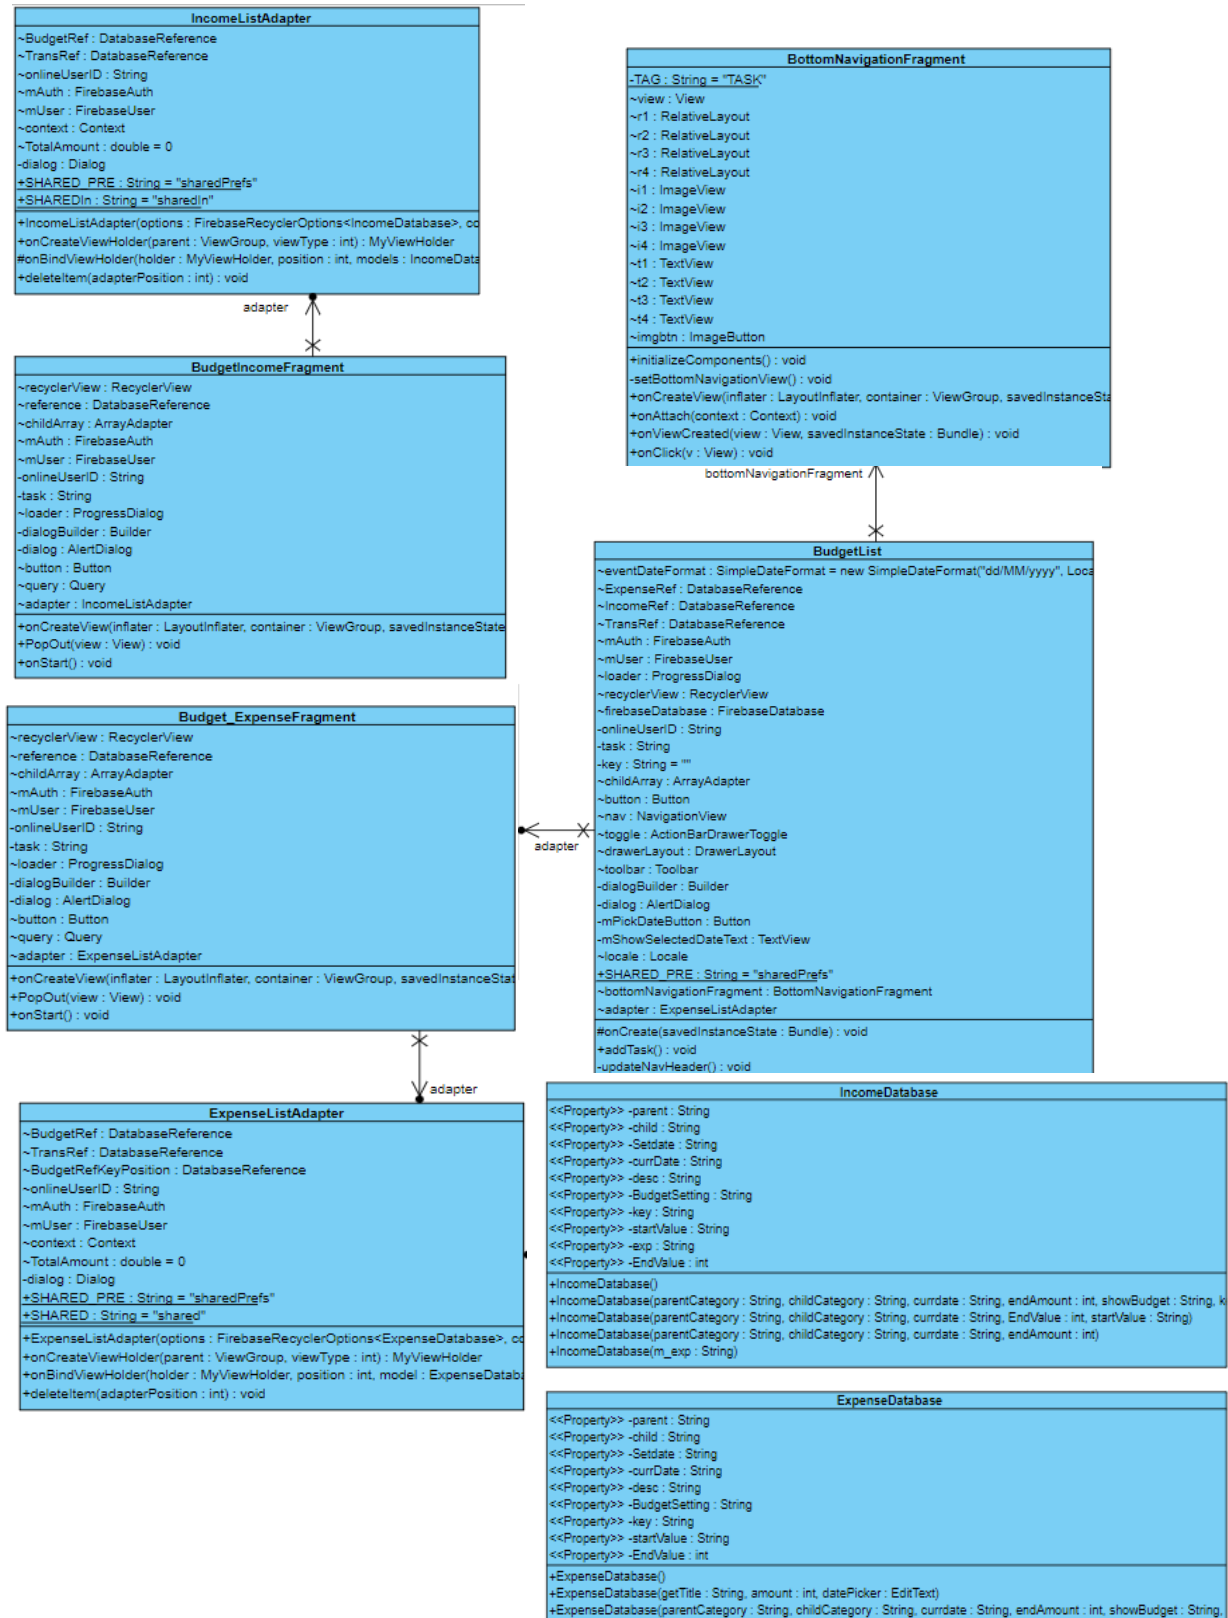 IncomeListAdapter
~BudgetRef : DatabaseReference
~TransRef : DatabaseReference
~onlineUserID : String
~mAuth : FirebaseAuth
~mUser : FirebaseUser
~context : Context
~TotalAmount : double = 0
-dialog : Dialog
+SHARED_PRE : String = "sharedPrefs"
+SHAREDIn : String = "sharedIn"
+IncomeListAdapter(options : FirebaseRecyclerOptions<IncomeDatabase>, co
+onCreateViewHolder(parent : ViewGroup, viewType : int) : MyViewHolder
#onBindViewHolder(holder : MyViewHolder, position : int, models : IncomeData
+deleteItem(adapterPosition : int) : void
adapter
BudgetIncomeFragment
~recyclerView : RecyclerView
~reference : DatabaseReference
~childArray : ArrayAdapter
~mAuth : FirebaseAuth
~mUser : FirebaseUser
-onlineUserID : String
-task : String
~loader : ProgressDialog
-dialogBuilder : Builder
-dialog : AlertDialog
~button : Button
~query : Query
~adapter : IncomeListAdapter
+onCreateView(inflater : LayoutInflater, container : ViewGroup, savedInstanceState
+PopOut(view : View) : void
+onStart() : void
Budget_ExpenseFragment
~recyclerView : RecyclerView
~reference : DatabaseReference
~childArray : ArrayAdapter
~mAuth : FirebaseAuth
~mUser : FirebaseUser
-onlineUserID : String
-task : String
~loader : ProgressDialog
-dialogBuilder : Builder
-dialog : AlertDialog
~button : Button
~query : Query
~adapter : ExpenseListAdapter
+onCreateView(inflater : LayoutInflater, container : ViewGroup, savedInstanceStat
+PopOut(view : View) : void
+onStart() : void
adapter
ExpenseListAdapter
~BudgetRef : DatabaseReference
~TransRef : DatabaseReference
~BudgetRefKeyPosition : DatabaseReference
~onlineUserID : String
~mAuth : FirebaseAuth
~mUser : FirebaseUser
~context : Context
~TotalAmount : double = 0
-dialog : Dialog
+SHARED_PRE : String = "sharedPrefs"
+SHARED : String = "shared"
+ExpenseListAdapter(options : FirebaseRecyclerOptions<ExpenseDatabase>, co
+onCreateViewHolder(parent : ViewGroup, viewType : int) : MyViewHolder
+onBindViewHolder(holder : MyViewHolder, position : int, model : ExpenseDataba
+deleteItem(adapterPosition : int) : void
BottomNavigationFragment
-TAG : String = "TASK"
~view : View
~r1 : RelativeLayout
~r2 : RelativeLayout
~r3 : RelativeLayout
~r4 : RelativeLayout
~i1 : ImageView
~i2 : ImageView
~i3 : ImageView
~i4 : ImageView
~t1 : TextView
~t2 : TextView
~t3 : TextView
~t4 : TextView
~imgbtn : ImageButton
+initializeComponents() : void
-setBottomNavigationView() : void
+onCreateView(inflater : LayoutInflater, container : ViewGroup, savedInstanceSta
+onAttach(context : Context) : void
+onViewCreated(view : View, savedInstanceState : Bundle) : void
+onClick(v : View) : void
bottomNavigationFragment
BudgetList
~eventDateFormat : SimpleDateFormat = new SimpleDateFormat("dd/MM/yyyy", Loca
~ExpenseRef : DatabaseReference
~IncomeRef : DatabaseReference
~TransRef : DatabaseReference
~mAuth : FirebaseAuth
~mUser : FirebaseUser
~loader : ProgressDialog
~recyclerView : RecyclerView
~firebaseDatabase : FirebaseDatabase
-onlineUserID : String
-task : String
-key : String = ""
~childArray : ArrayAdapter
~button : Button
~nav : NavigationView
~toggle : ActionBarDrawerToggle
~drawerLayout : DrawerLayout
~toolbar : Toolbar
-dialogBuilder : Builder
-dialog : AlertDialog
-mPickDateButton : Button
-mShowSelectedDateText : TextView
~locale : Locale
+SHARED_PRE : String = "sharedPrefs"
~bottomNavigationFragment : BottomNavigationFragment
~adapter : ExpenseListAdapter
#onCreate(savedInstanceState : Bundle) : void
+addTask() : void
-updateNavHeader() : void
adapter
IncomeDatabase
<<Property>> -parent : String
<<Property>> -child : String
<<Property>> -Setdate : String
<<Property>> -currDate : String
<<Property>> -desc : String
<<Property>> -BudgetSetting : String
<<Property>> -key : String
<<Property>> -startValue : String
<<Property>> -exp : String
<<Property>> -EndValue : int
+IncomeDatabase()
+IncomeDatabase(parentCategory : String, childCategory : String, currdate : String, endAmount : int, showBudget : String, k
+IncomeDatabase(parentCategory : String, childCategory : String, currdate : String, EndValue : int, startValue : String)
+IncomeDatabase(parentCategory : String, childCategory : String, currdate : String, endAmount : int)
+IncomeDatabase(m_exp : String)
ExpenseDatabase
<<Property>> -parent : String
<<Property>> -child : String
<<Property>> -Setdate : String
<<Property>> -currDate : String
<<Property>> -desc : String
<<Property>> -BudgetSetting : String
<<Property>> -key : String
<<Property>> -startValue : String
<<Property>> -EndValue : int
+ExpenseDatabase()
+ExpenseDatabase(getTitle : String, amount : int, datePicker : EditText)
+ExpenseDatabase(parentCategory : String, childCategory : String, currdate : String, endAmount : int, showBudget : String,